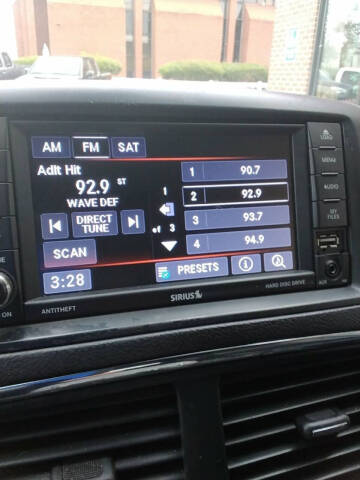 AM FM SAT
Adlt Hit
92.9 ST
WAVE DEF
DIRECT
TUNE
SCAN
3:28
1
of 3
1 90.7
2 92.9
3 93.7
4 94.9
PRESETS
SIRIUS
ANTITHEFT
HARD DISC DRIVE
LOAD
MENU
AUDIO
MY
FILES
AUX
ON